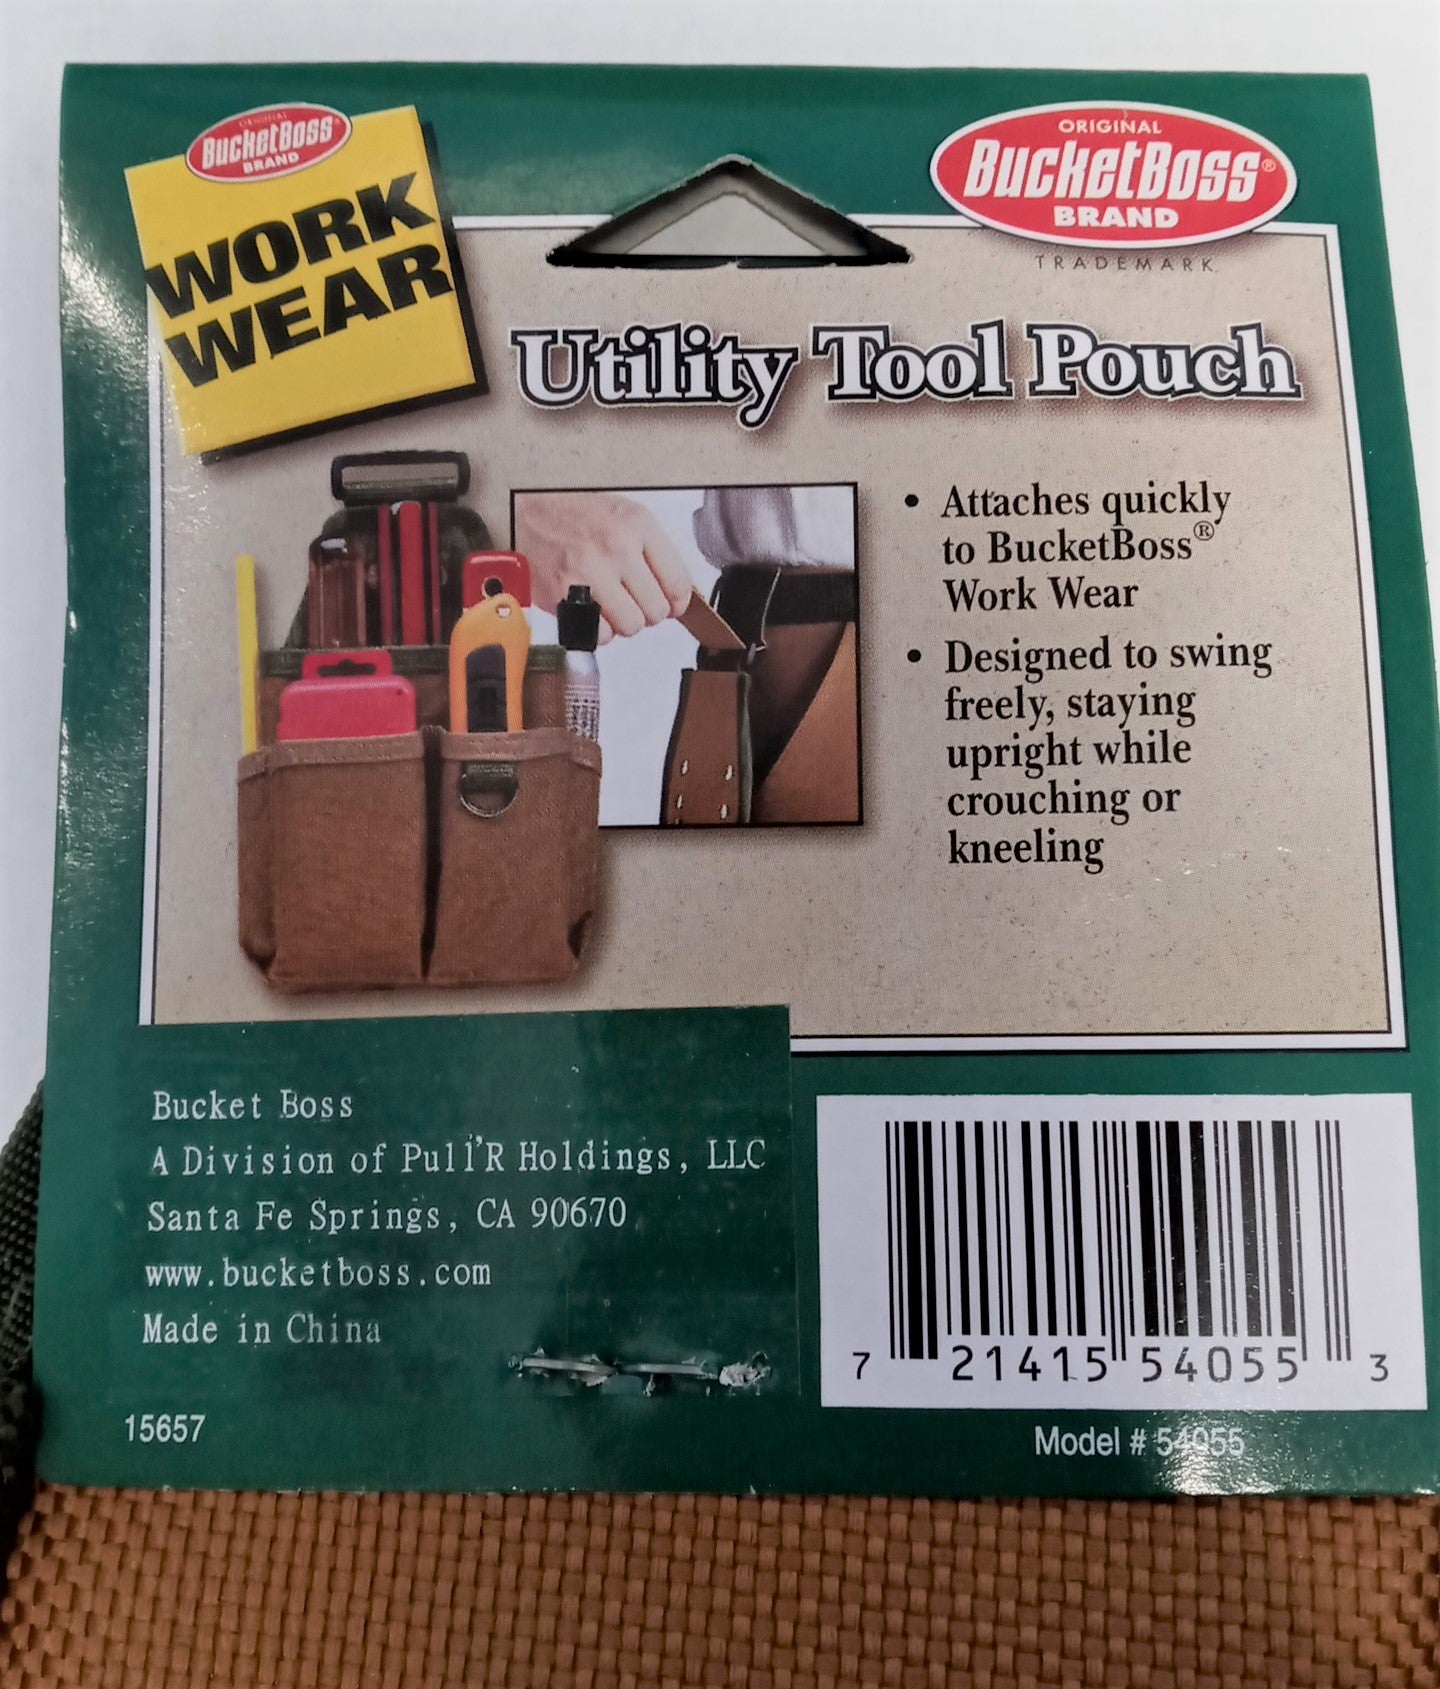 ORIGINAL
BucketBoss
BRAND
WORK
WEAR
ORIGINAL
BucketBoss®
BRAND
TRADEMARK
Utility Tool Pouch
• Attaches quickly
to BucketBoss®
Work Wear
• Designed to swing
freely, staying
upright while
crouching or
kneeling
Bucket Boss
A Division of Pull'R Holdings, LLC
Santa Fe Springs, CA 90670
www.bucketboss.com
Made in China
15657
7 21415 54055 3
Model # 54055